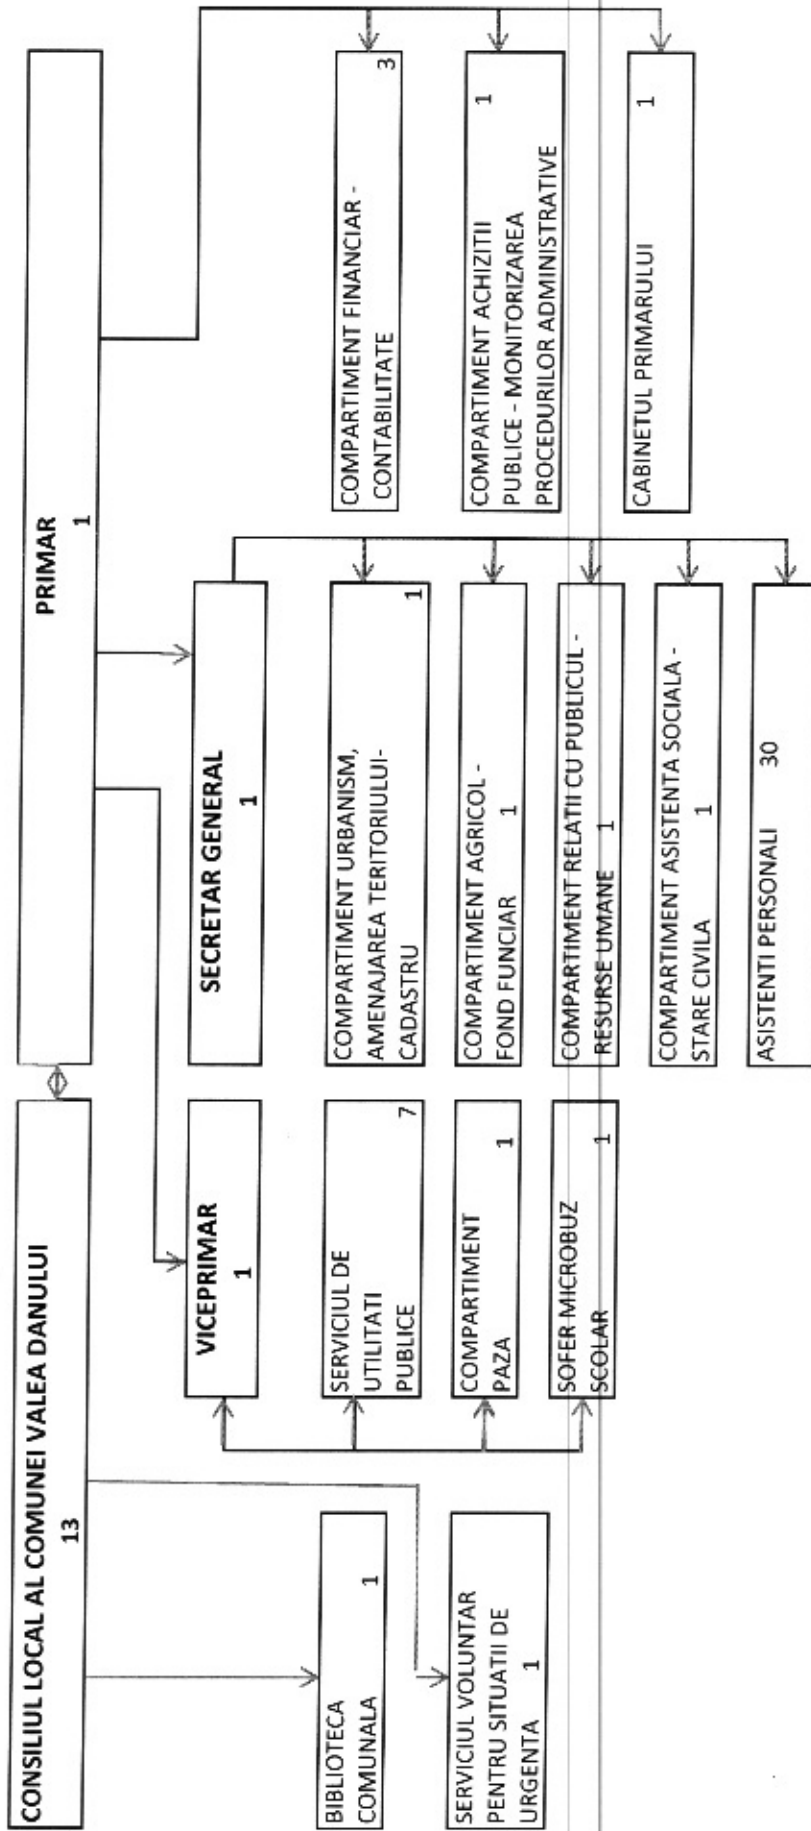 CONSILIUL LOCAL AL COMUNEI VALEA DANULUI
13
PRIMAR
1
VICEPRIMAR
1
SECRETAR GENERAL
1
BIBLIOTECA
COMUNALA 1
SERVICIUL VOLUNTAR
PENTRU SITUATII DE
URGENTA 1
SERVICIUL DE
UTILITATI
PUBLICE 7
COMPARTIMENT
PAZA 1
SOFER MICROBUZ
SCOLAR 1
COMPARTIMENT URBANISM,
AMENAJAREA TERITORIULUI-
CADASTRU 1
COMPARTIMENT AGRICOL -
FOND FUNCIAR 1
COMPARTIMENT RELATII CU PUBLICUL -
RESURSE UMANE 1
COMPARTIMENT ASISTENTA SOCIALA -
STARE CIVILA 1
ASISTENTI PERSONALI 30
COMPARTIMENT FINANCIAR -
CONTABILITATE 3
COMPARTIMENT ACHIZITII 1
PUBLICE - MONITORIZAREA
PROCEDURILOR ADMINISTRATIVE
CABINETUL PRIMARULUI 1